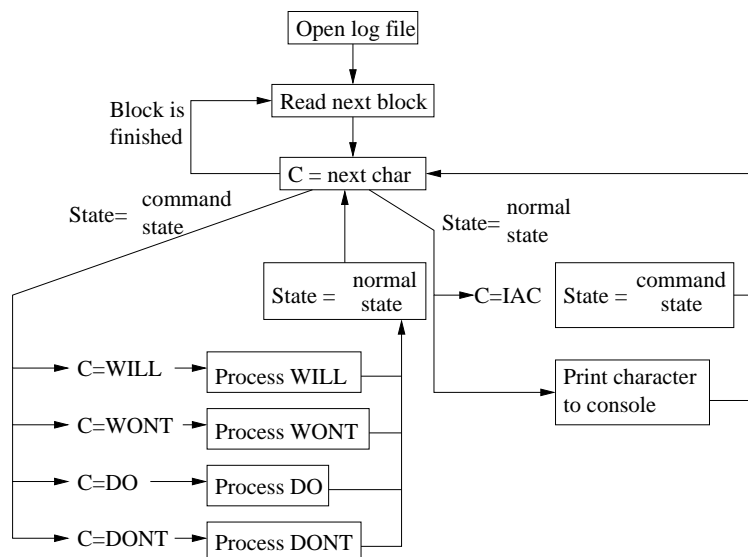 Open log file
Block is
finished
Read next block
C = next char
State= command
state
State= normal
state
State = normal
state
C=IAC
State = command
state
C=WILL
Process WILL
Print character
to console
C=WONT
Process WONT
C=DO
Process DO
C=DONT
Process DONT